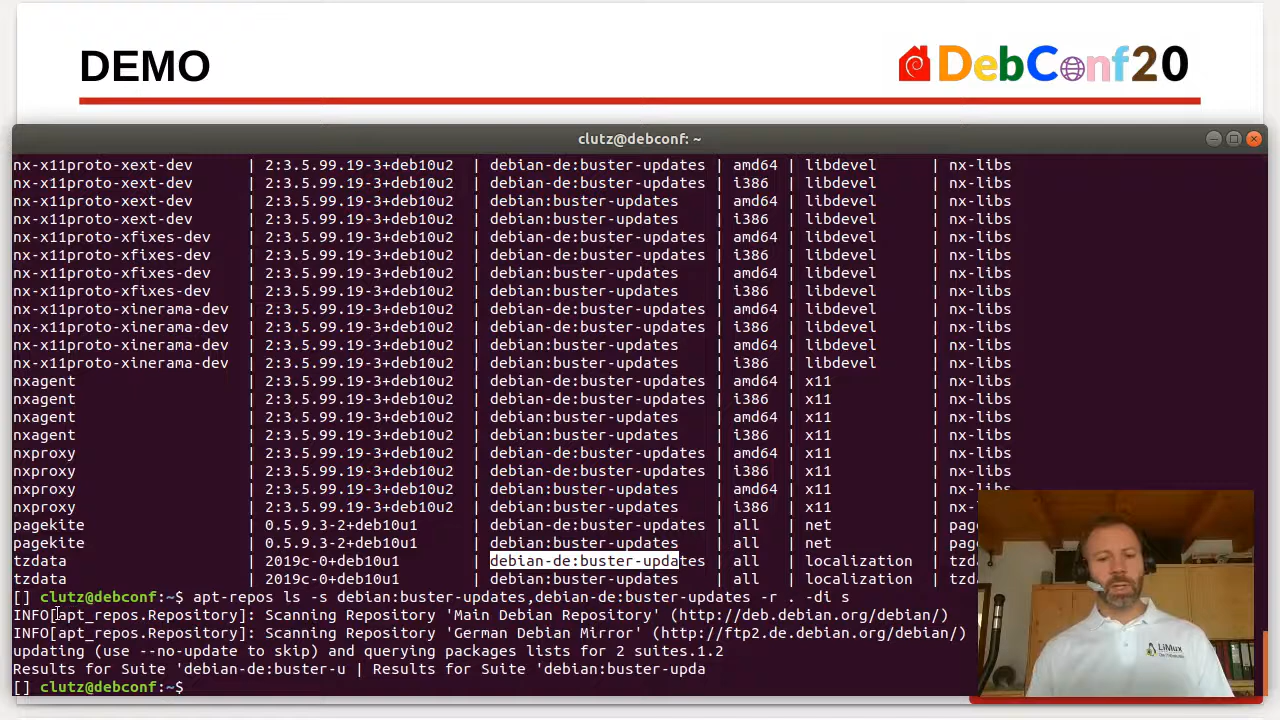 DEMO
DebConf20
clutz@debconf: ~
nx-x11proto-xext-dev | 2:3.5.99.19-3+deb10u2 | debian-de:buster-updates | amd64 | libdevel | nx-libs
nx-x11proto-xext-dev | 2:3.5.99.19-3+deb10u2 | debian-de:buster-updates | i386 | libdevel | nx-libs
nx-x11proto-xext-dev | 2:3.5.99.19-3+deb10u2 | debian:buster-updates | amd64 | libdevel | nx-libs
nx-x11proto-xext-dev | 2:3.5.99.19-3+deb10u2 | debian:buster-updates | i386 | libdevel | nx-libs
nx-x11proto-xfixes-dev | 2:3.5.99.19-3+deb10u2 | debian-de:buster-updates | amd64 | libdevel | nx-libs
nx-x11proto-xfixes-dev | 2:3.5.99.19-3+deb10u2 | debian-de:buster-updates | i386 | libdevel | nx-libs
nx-x11proto-xfixes-dev | 2:3.5.99.19-3+deb10u2 | debian:buster-updates | amd64 | libdevel | nx-libs
nx-x11proto-xfixes-dev | 2:3.5.99.19-3+deb10u2 | debian:buster-updates | i386 | libdevel | nx-libs
nx-x11proto-xinerama-dev | 2:3.5.99.19-3+deb10u2 | debian-de:buster-updates | amd64 | libdevel | nx-libs
nx-x11proto-xinerama-dev | 2:3.5.99.19-3+deb10u2 | debian-de:buster-updates | i386 | libdevel | nx-libs
nx-x11proto-xinerama-dev | 2:3.5.99.19-3+deb10u2 | debian:buster-updates | amd64 | libdevel | nx-libs
nx-x11proto-xinerama-dev | 2:3.5.99.19-3+deb10u2 | debian:buster-updates | i386 | libdevel | nx-libs
nxagent | 2:3.5.99.19-3+deb10u2 | debian-de:buster-updates | amd64 | x11 | nx-libs
nxagent | 2:3.5.99.19-3+deb10u2 | debian-de:buster-updates | i386 | x11 | nx-libs
nxagent | 2:3.5.99.19-3+deb10u2 | debian:buster-updates | amd64 | x11 | nx-libs
nxagent | 2:3.5.99.19-3+deb10u2 | debian:buster-updates | i386 | x11 | nx-libs
nxproxy | 2:3.5.99.19-3+deb10u2 | debian-de:buster-updates | amd64 | x11 | nx-libs
nxproxy | 2:3.5.99.19-3+deb10u2 | debian-de:buster-updates | i386 | x11 | nx-libs
nxproxy | 2:3.5.99.19-3+deb10u2 | debian:buster-updates | amd64 | x11 | nx-libs
nxproxy | 2:3.5.99.19-3+deb10u2 | debian:buster-updates | i386 | x11 | nx-
pagekite | 0.5.9.3-2+deb10u1 | debian-de:buster-updates | all | net | pag
pagekite | 0.5.9.3-2+deb10u1 | debian:buster-updates | all | net | pag
tzdata | 2019c-0+deb10u1 | debian-de:buster-updates | all | localization | tzd
tzdata | 2019c-0+deb10u1 | debian:buster-updates | all | localization | tzd
[] clutz@debconf:~$ apt-repos ls -s debian:buster-updates,debian-de:buster-updates -r . -di s
INFO[apt_repos.Repository]: Scanning Repository 'Main Debian Repository' (http://deb.debian.org/debian/)
INFO[apt_repos.Repository]: Scanning Repository 'German Debian Mirror' (http://ftp2.de.debian.org/debian/)
updating (use --no-update to skip) and querying packages lists for 2 suites.1.2
Results for Suite 'debian-de:buster-u | Results for Suite 'debian:buster-upda
[] clutz@debconf:~$
LiMux